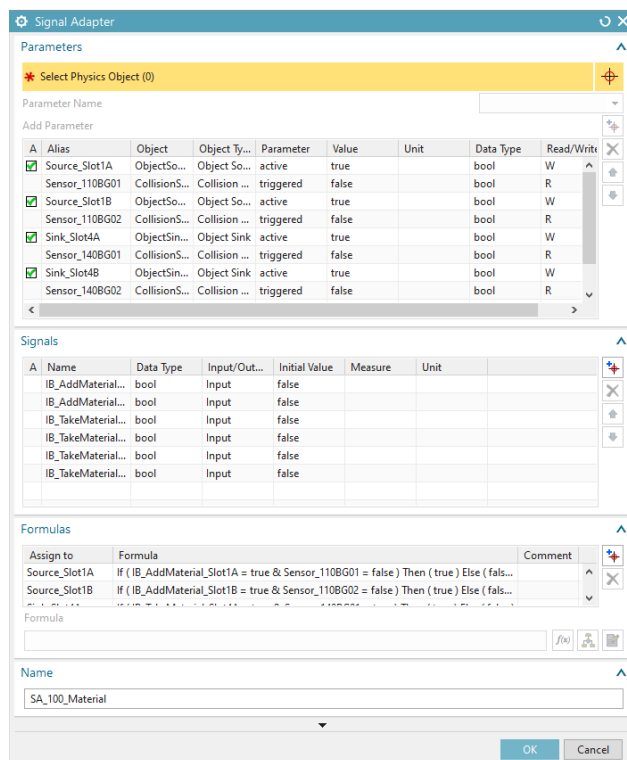 Signal Adapter
Parameters
* Select Physics Object (0)
Parameter Name
Add Parameter
A Alias Object Object Ty... Parameter Value Unit Data Type Read/Write
Source_Slot1A ObjectSo... Object So... active true bool W
Sensor_110BG01 CollisionS... Collision ... triggered false bool R
Source_Slot1B ObjectSo... Object So... active true bool W
Sensor_110BG02 CollisionS... Collision ... triggered false bool R
Sink_Slot4A ObjectSin... Object Sink active true bool W
Sensor_140BG01 CollisionS... Collision ... triggered false bool R
Sink_Slot4B ObjectSin... Object Sink active true bool W
Sensor_140BG02 CollisionS... Collision ... triggered false bool R
Signals
A Name Data Type Input/Out... Initial Value Measure Unit
IB_AddMaterial... bool Input false
IB_AddMaterial... bool Input false
IB_TakeMaterial... bool Input false
IB_TakeMaterial... bool Input false
IB_TakeMaterial... bool Input false
IB_TakeMaterial... bool Input false
Formulas
Assign to Formula Comment
Source_Slot1A If ( IB_AddMaterial_Slot1A = true & Sensor_110BG01 = false ) Then ( true ) Else ( fals...
Source_Slot1B If ( IB_AddMaterial_Slot1B = true & Sensor_110BG02 = false ) Then ( true ) Else ( fals...
Formula
f(x)
Name
SA_100_Material
OK Cancel